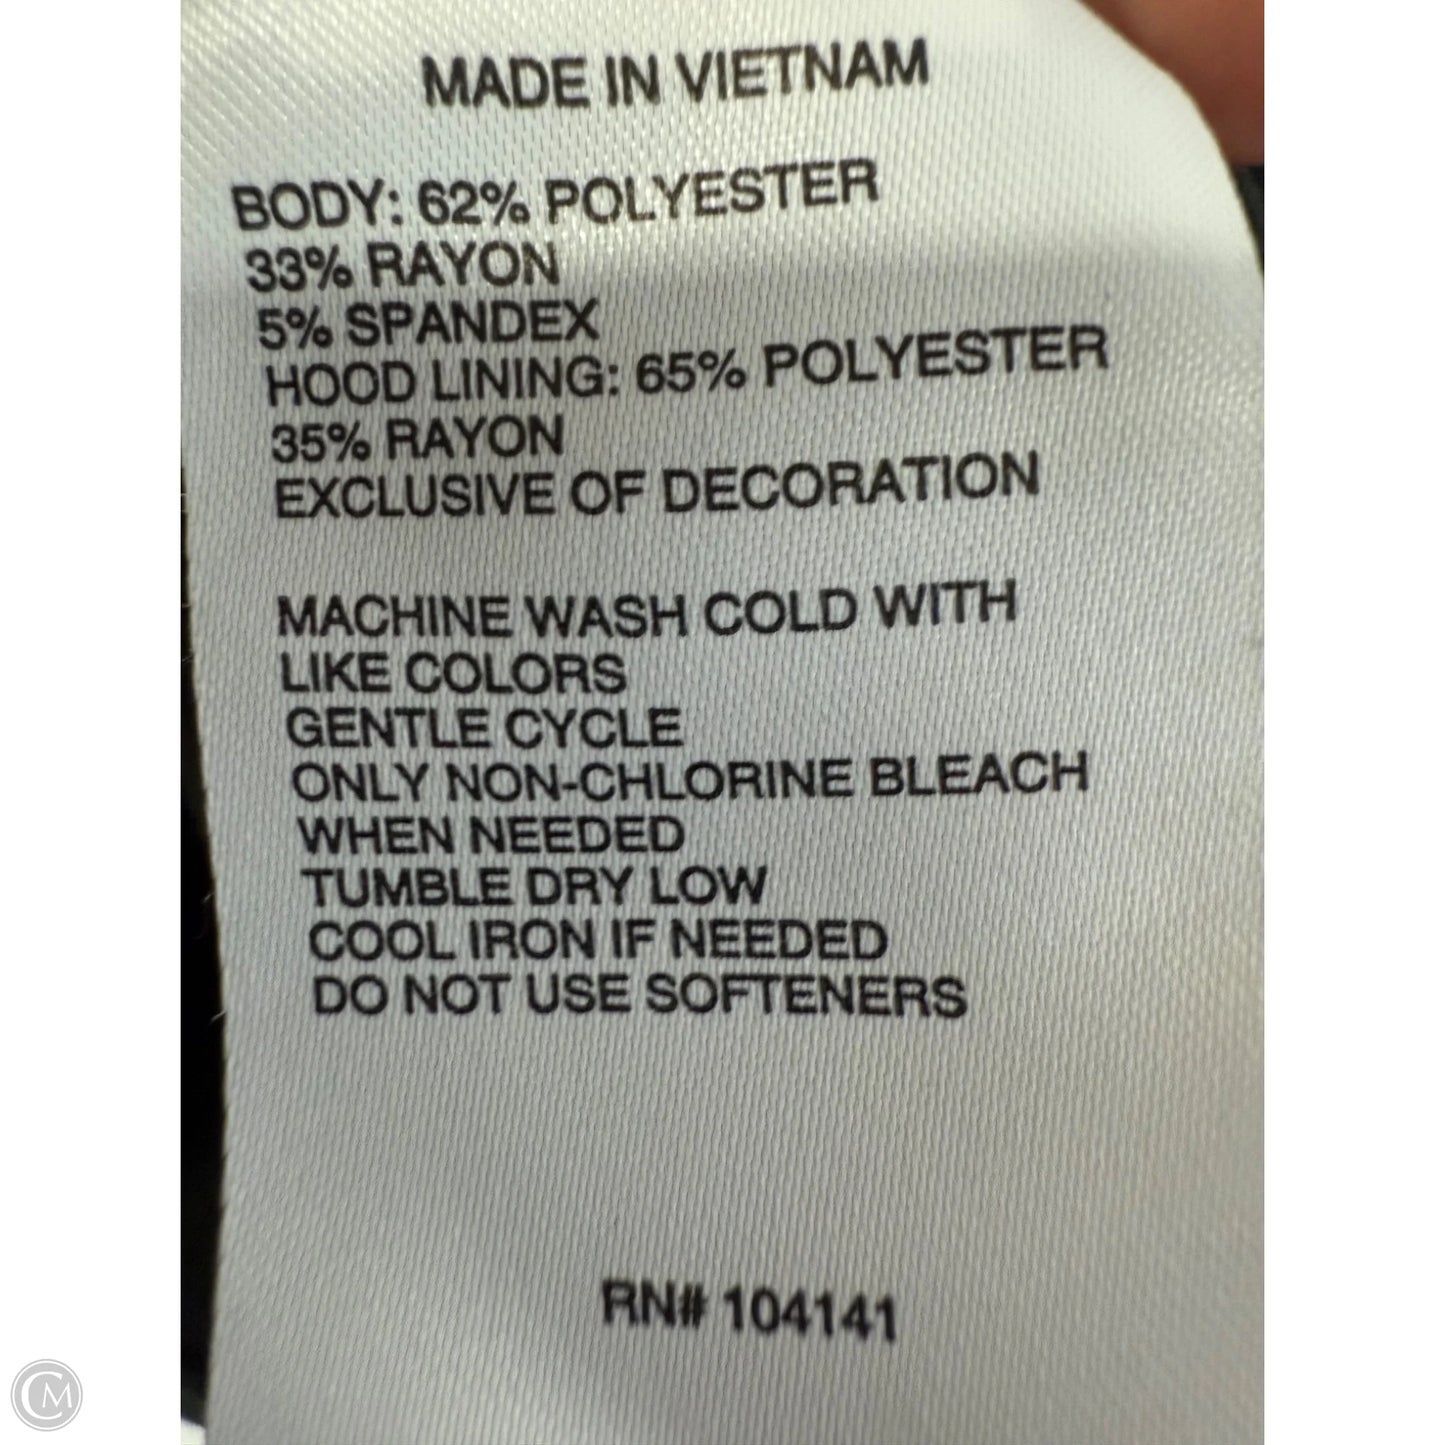 MADE IN VIETNAM
BODY: 62% POLYESTER
33% RAYON
5% SPANDEX
HOOD LINING: 65% POLYESTER
35% RAYON
EXCLUSIVE OF DECORATION
MACHINE WASH COLD WITH
LIKE COLORS
GENTLE CYCLE
ONLY NON-CHLORINE BLEACH
WHEN NEEDED
TUMBLE DRY LOW
COOL IRON IF NEEDED
DO NOT USE SOFTENERS
RN# 104141
CM